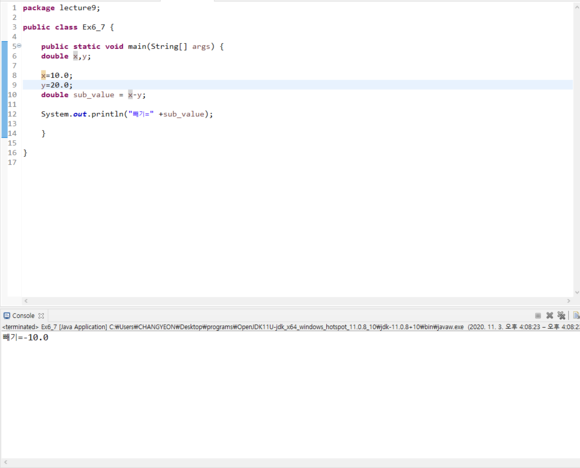 1 package lecture9;
2
3 public class Ex6_7 {
4
5 public static void main(String[] args) {
6 double x,y;
7
8 x=10.0;
9 y=20.0;
10 double sub_value = x-y;
11
12 System.out.println("빼기=" +sub_value);
13
14 }
15
16 }
17
Console
<terminated> Ex6_7 [Java Application] C:₩Users₩CHANGYEON₩Desktop₩programs₩OpenJDK11U-jdk_x64_windows_hotspot_11.0.8_10₩jdk-11.0.8+10₩bin₩javaw.exe (2020. 11. 3. 오후 4:08:23 – 오후 4:08:23
빼기=-10.0